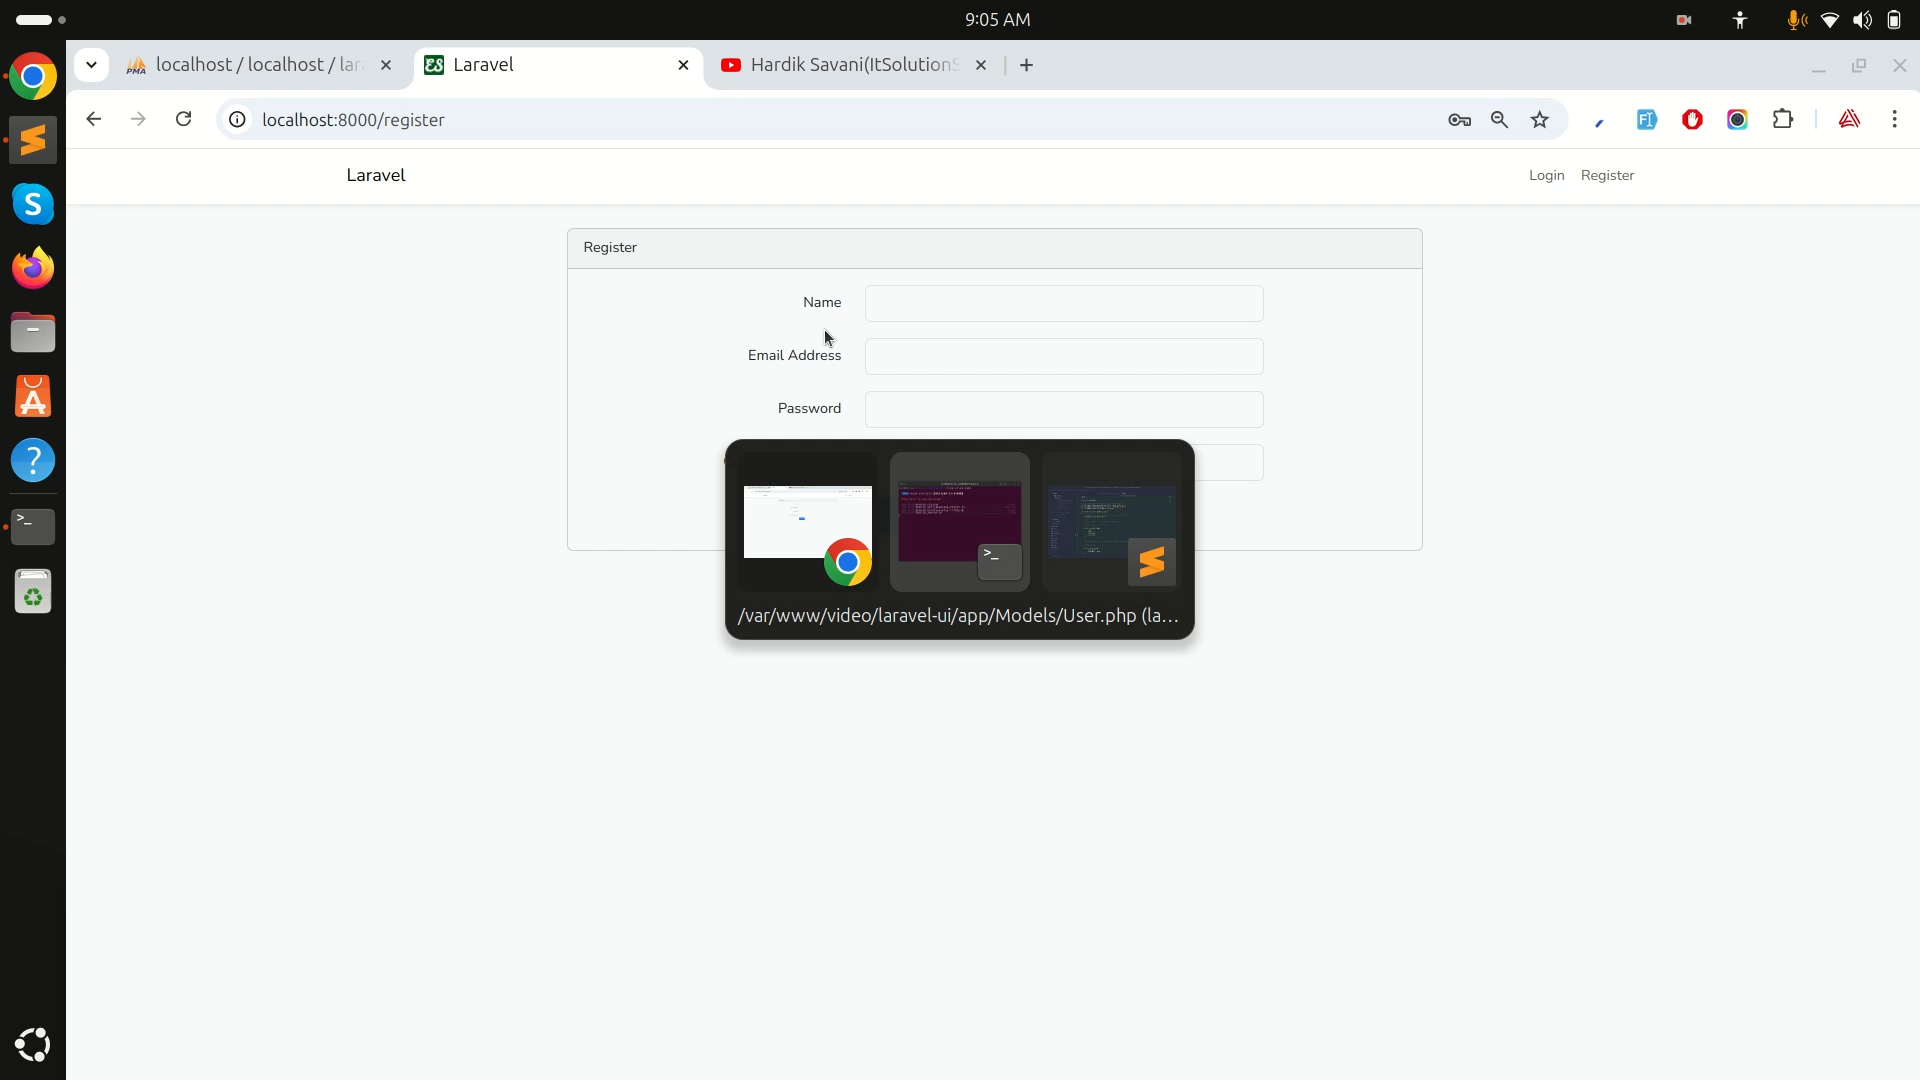 9:05 AM
localhost / localhost / lar
Laravel
Hardik Savani(ItSolutionS
localhost:8000/register
Laravel
Login
Register
Register
Name
Email Address
Password
/var/www/video/laravel-ui/app/Models/User.php (la...